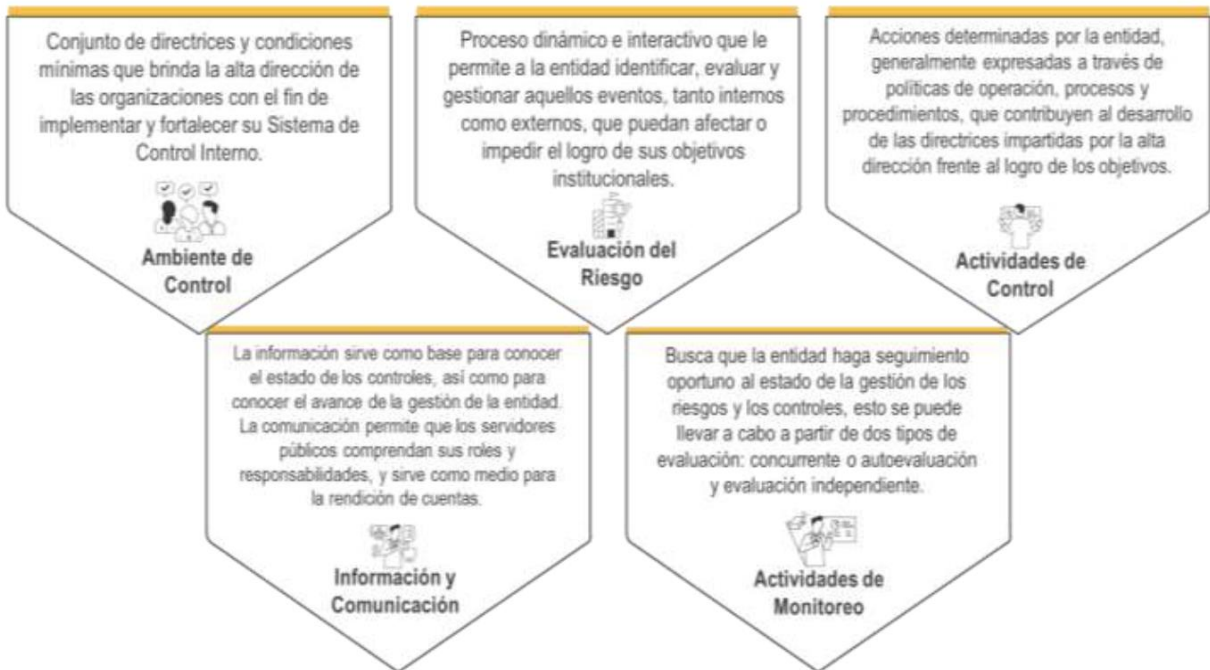 Conjunto de directrices y condiciones
mínimas que brinda la alta dirección de
las organizaciones con el fin de
implementar y fortalecer su Sistema de
Control Interno.
Ambiente de
Control
Proceso dinámico e interactivo que le
permite a la entidad identificar, evaluar y
gestionar aquellos eventos, tanto internos
como externos, que puedan afectar o
impedir el logro de sus objetivos
institucionales.
Evaluación del
Riesgo
Acciones determinadas por la entidad,
generalmente expresadas a través de
políticas de operación, procesos y
procedimientos, que contribuyen al desarrollo
de las directrices impartidas por la alta
dirección frente al logro de los objetivos.
Actividades de
Control
La información sirve como base para conocer
el estado de los controles, así como para
conocer el avance de la gestión de la entidad.
La comunicación permite que los servidores
públicos comprendan sus roles y
responsabilidades, y sirve como medio para
la rendición de cuentas.
Información y
Comunicación
Busca que la entidad haga seguimiento
oportuno al estado de la gestión de los
riesgos y los controles, esto se puede
llevar a cabo a partir de dos tipos de
evaluación: concurrente o autoevaluación
y evaluación independiente.
Actividades de
Monitoreo